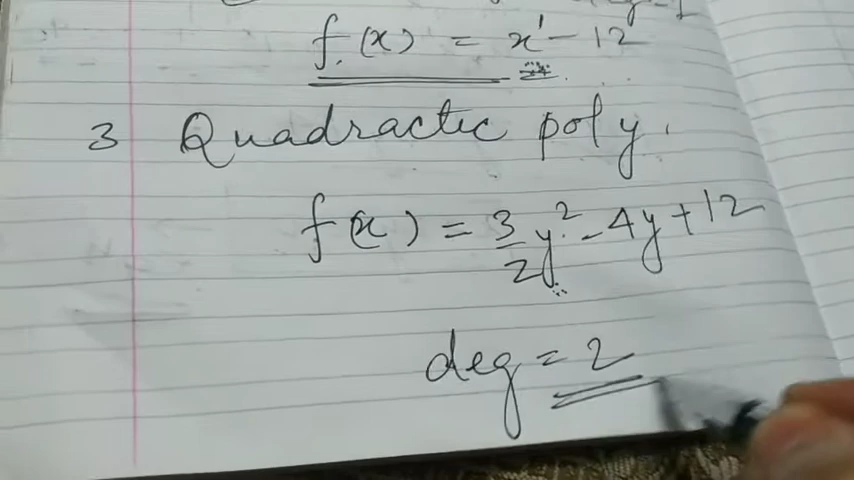 f(x) = x¹ - 12
3 Quadractic poly.
f(x) = 3/2 y² - 4y + 12
deg = 2